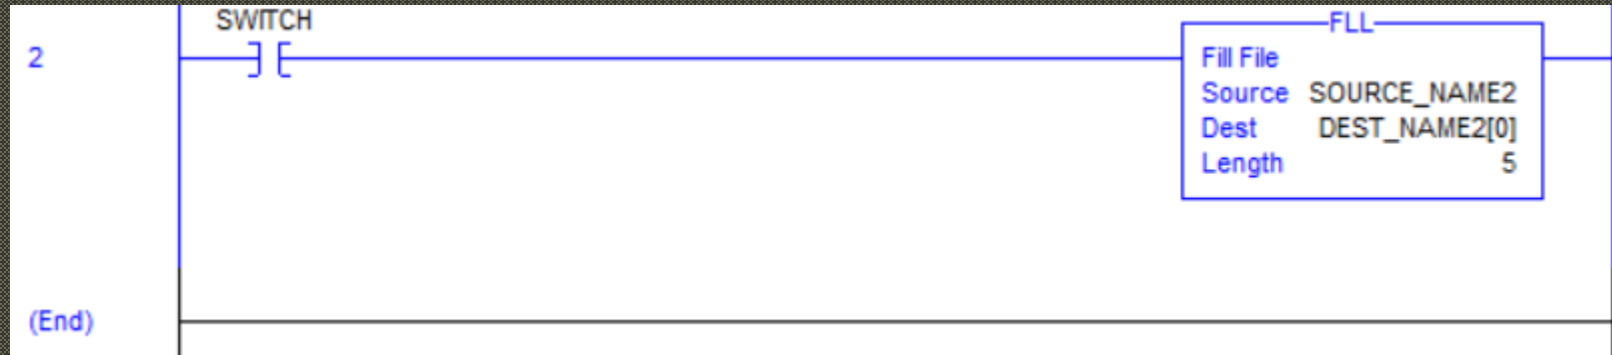 SWITCH
FLL
2
Fill File
Source SOURCE_NAME2
Dest DEST_NAME2[0]
Length 5
(End)